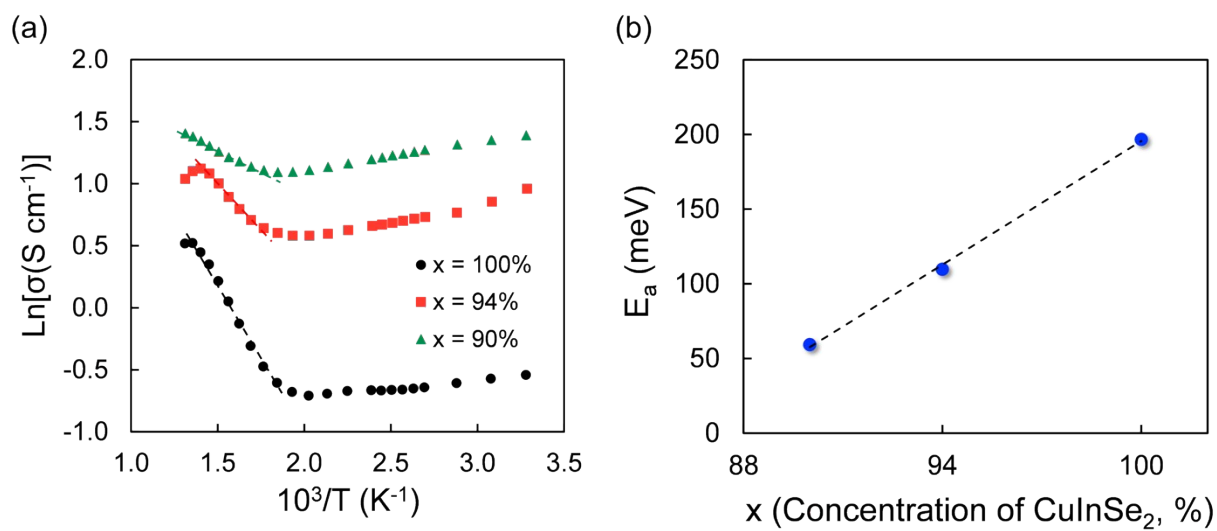 (a)
2.0
1.5
1.0
0.5
0.0
-0.5
-1.0
Ln[σ(S cm⁻¹)]
x = 100%
x = 94%
x = 90%
1.0 1.5 2.0 2.5 3.0 3.5
10³/T (K⁻¹)
(b)
250
200
150
100
50
0
Eₐ (meV)
88 94 100
x (Concentration of CuInSe₂, %)